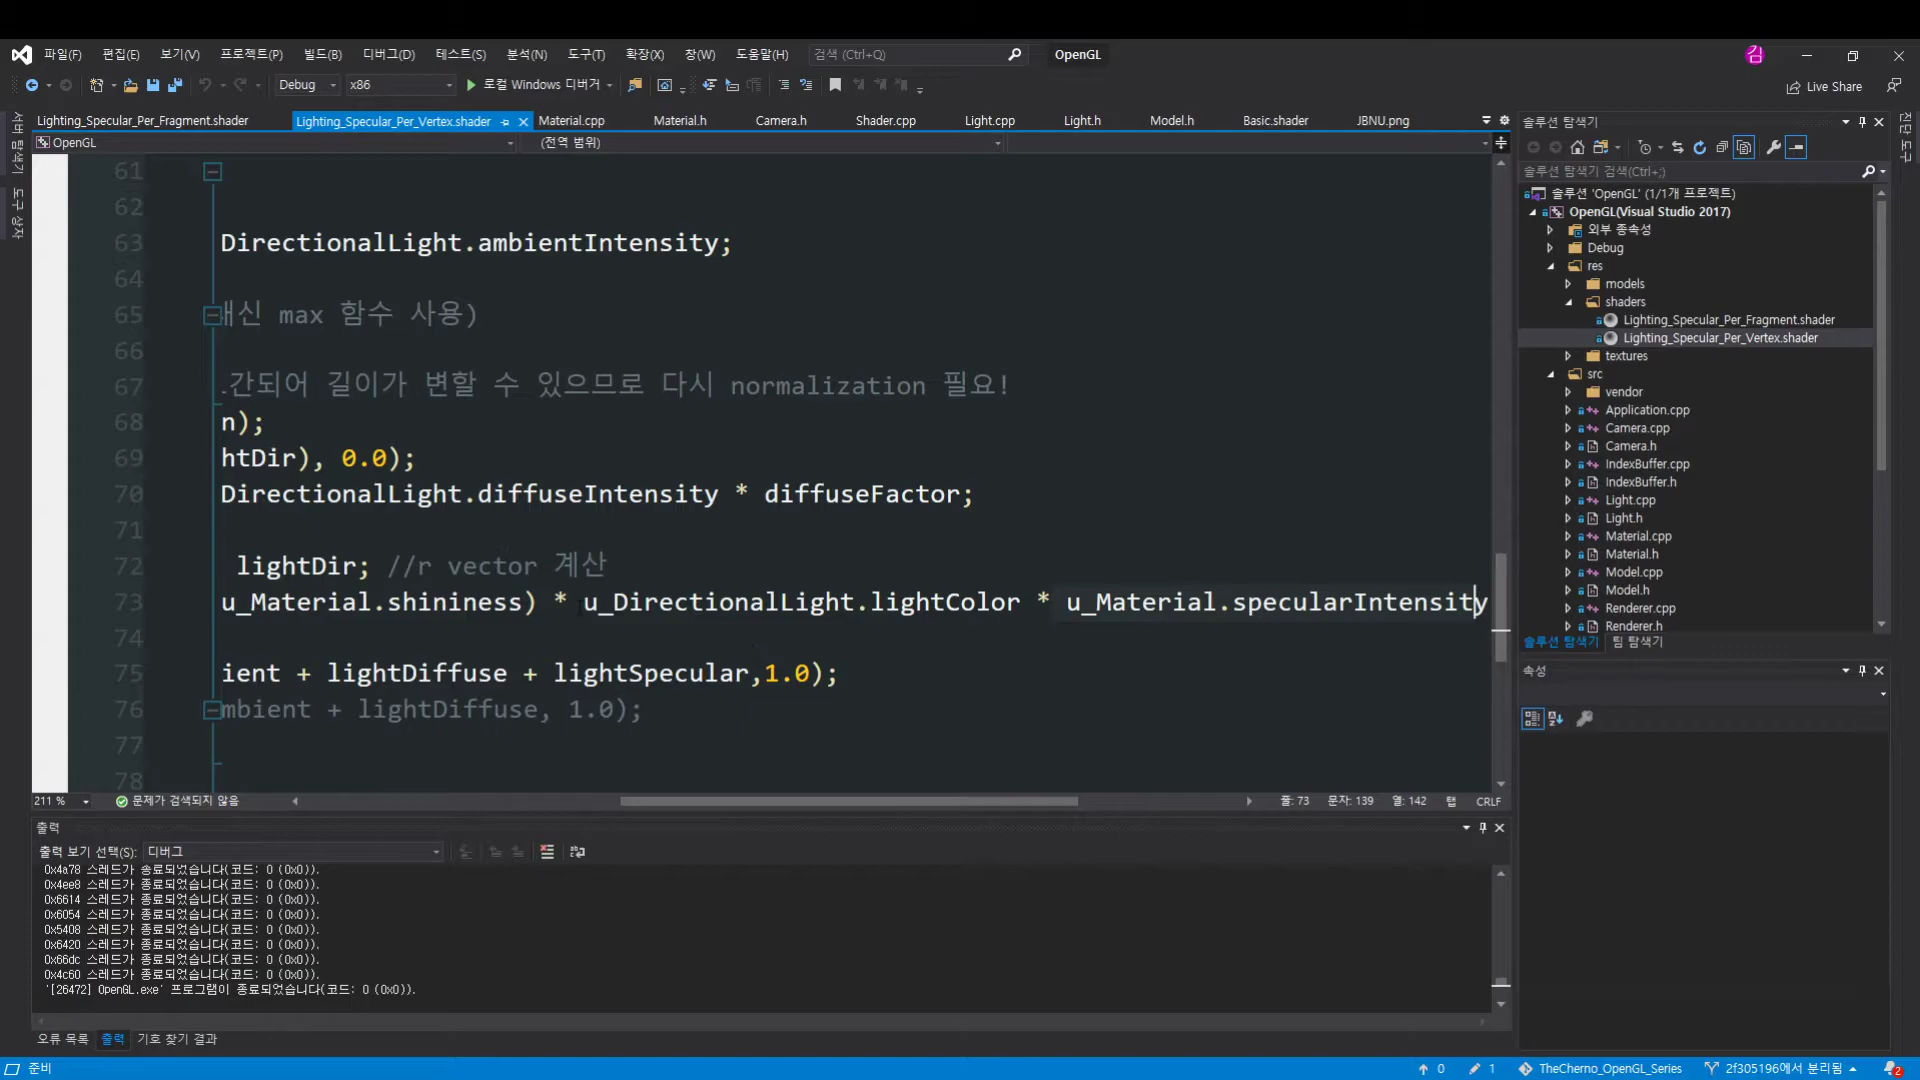 파일(F) 편집(E) 보기(V) 프로젝트(P) 빌드(B) 디버그(D) 테스트(S) 분석(N) 도구(T) 확장(X) 창(W) 도움말(H) 검색 (Ctrl+Q) OpenGL 김
Debug x86 로컬 Windows 디버거 Live Share
Lighting_Specular_Per_Fragment.shader Lighting_Specular_Per_Vertex.shader Material.cpp Material.h Camera.h Shader.cpp Light.cpp Light.h Model.h Basic.shader JBNU.png
OpenGL (전역 범위)
서버 탐색기
도구 상자
61
62
63 DirectionalLight.ambientIntensity;
64
65 max 함수 사용)
66
67 간되어 길이가 변할 수 있으므로 다시 normalization 필요!
68 n);
69 htDir), 0.0);
70 DirectionalLight.diffuseIntensity * diffuseFactor;
71
72 lightDir; //r vector 계산
73 u_Material.shininess) * u_DirectionalLight.lightColor * u_Material.specularIntensity
74
75 ient + lightDiffuse + lightSpecular,1.0);
76 mbient + lightDiffuse, 1.0);
77
78
211 % 문제가 검색되지 않음 줄: 73 문자: 139 열: 142 탭 CRLF
출력
출력 보기 선택(S): 디버그
0x4a78 스레드가 종료되었습니다(코드: 0 (0x0)).
0x4ee8 스레드가 종료되었습니다(코드: 0 (0x0)).
0x6614 스레드가 종료되었습니다(코드: 0 (0x0)).
0x6054 스레드가 종료되었습니다(코드: 0 (0x0)).
0x5408 스레드가 종료되었습니다(코드: 0 (0x0)).
0x6420 스레드가 종료되었습니다(코드: 0 (0x0)).
0x66dc 스레드가 종료되었습니다(코드: 0 (0x0)).
0x4c60 스레드가 종료되었습니다(코드: 0 (0x0)).
'[26472] OpenGL.exe' 프로그램이 종료되었습니다(코드: 0 (0x0)).
오류 목록 출력 기호 찾기 결과
솔루션 탐색기
솔루션 탐색기 검색(Ctrl+;)
솔루션 'OpenGL' (1/1개 프로젝트)
OpenGL(Visual Studio 2017)
외부 종속성
Debug
res
models
shaders
Lighting_Specular_Per_Fragment.shader
Lighting_Specular_Per_Vertex.shader
textures
src
vendor
Application.cpp
Camera.cpp
Camera.h
IndexBuffer.cpp
IndexBuffer.h
Light.cpp
Light.h
Material.cpp
Material.h
Model.cpp
Model.h
Renderer.cpp
Renderer.h
솔루션 탐색기 팀 탐색기
속성
진단 도구
준비 0 1 TheCherno_OpenGL_Series 2f305196에서 분리됨 2